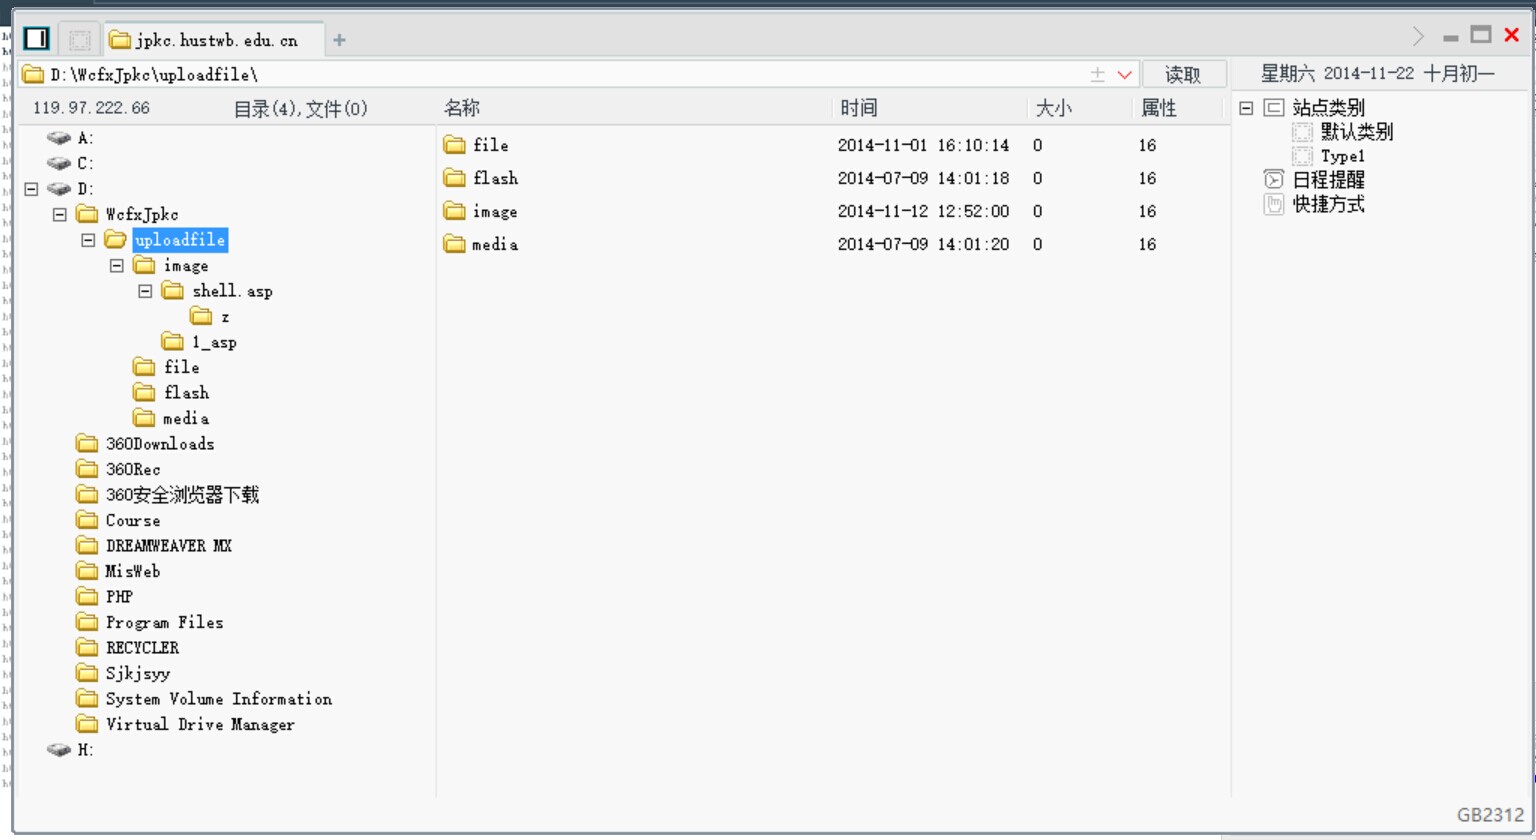 jpkc.hustwb.edu.cn
D:\WcfxJpkc\uploadfile\
读取
星期六 2014-11-22 十月初一
119.97.222.66 目录(4),文件(0)
名称 时间 大小 属性
A:
C:
D:
WcfxJpkc
uploadfile
image
shell.asp
z
1_asp
file
flash
media
360Downloads
360Rec
360安全浏览器下载
Course
DREAMWEAVER MX
MisWeb
PHP
Program Files
RECYCLER
Sjkjsyy
System Volume Information
Virtual Drive Manager
H:
file 2014-11-01 16:10:14 0 16
flash 2014-07-09 14:01:18 0 16
image 2014-11-12 12:52:00 0 16
media 2014-07-09 14:01:20 0 16
站点类别
默认类别
Type1
日程提醒
快捷方式
GB2312